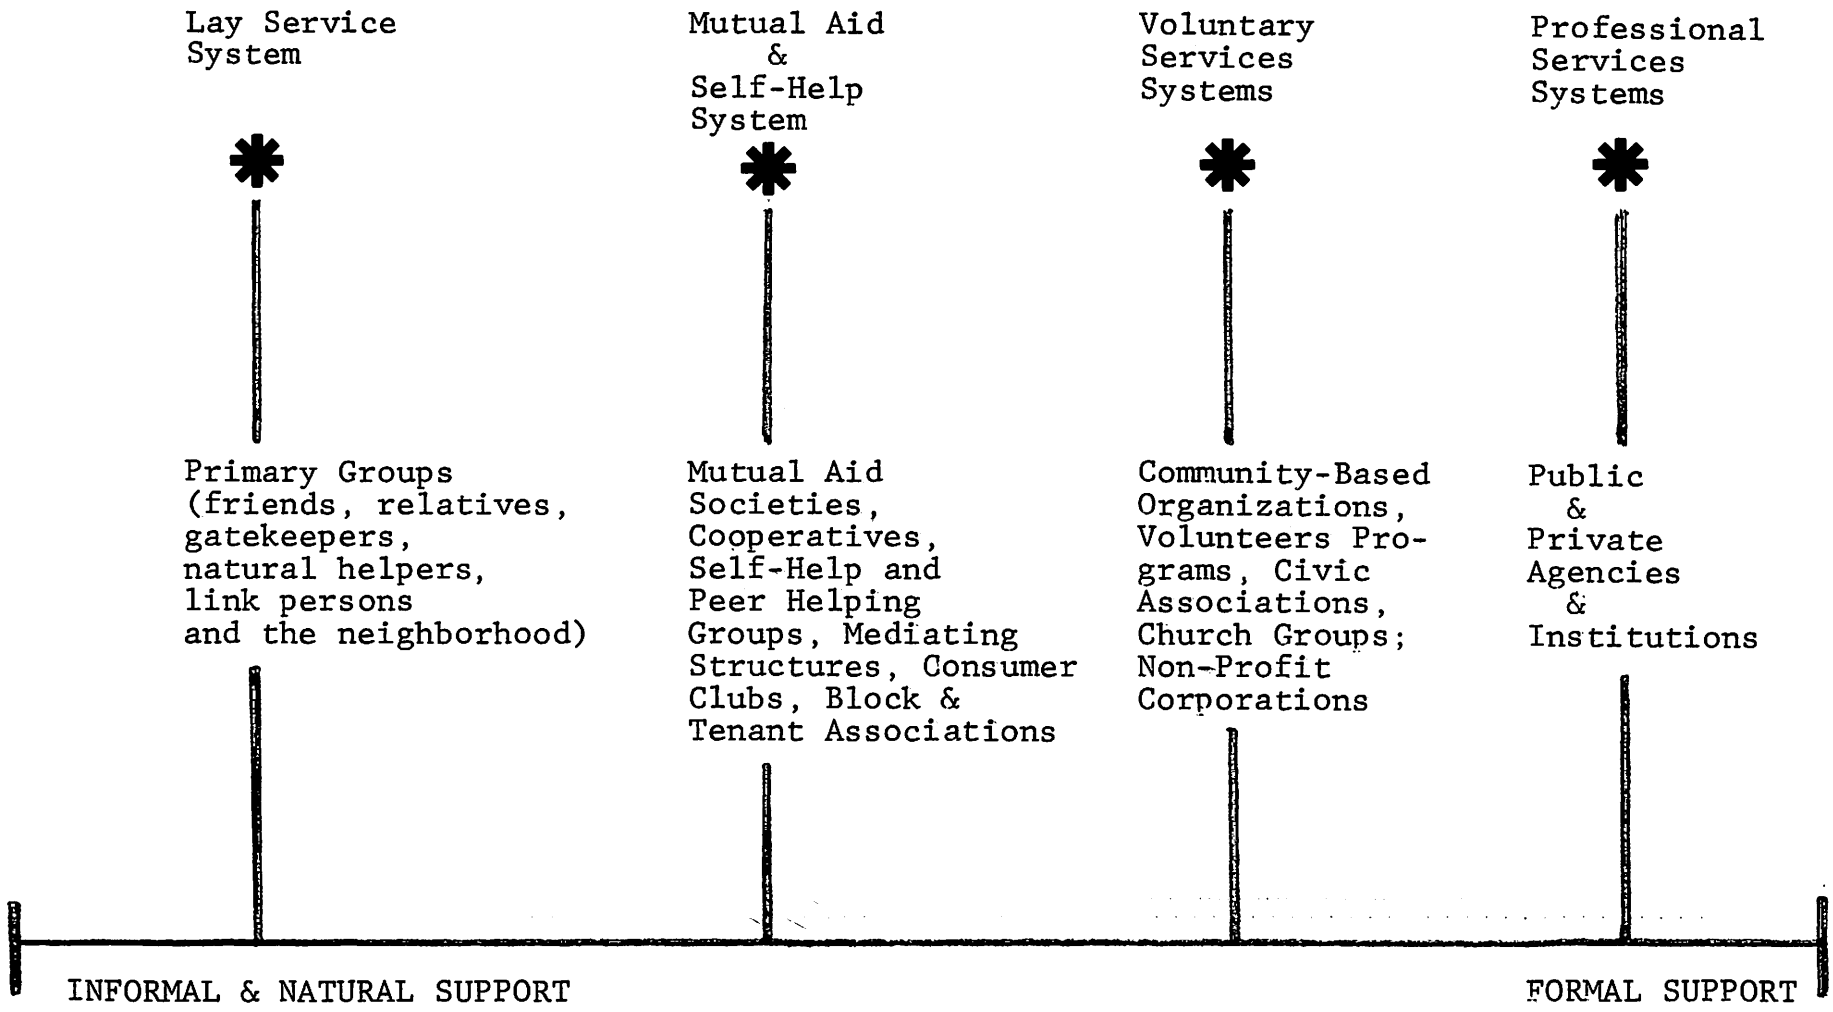 Lay Service
System
Mutual Aid
&
Self-Help
System
Voluntary
Services
Systems
Professional
Services
Systems
Primary Groups
(friends, relatives,
gatekeepers,
natural helpers,
link persons
and the neighborhood)
Mutual Aid
Societies,
Cooperatives,
Self-Help and
Peer Helping
Groups, Mediating
Structures, Consumer
Clubs, Block &
Tenant Associations
Community-Based
Organizations,
Volunteers Pro-
grams, Civic
Associations,
Church Groups;
Non-Profit
Corporations
Public
&
Private
Agencies
&
Institutions
INFORMAL & NATURAL SUPPORT
FORMAL SUPPORT